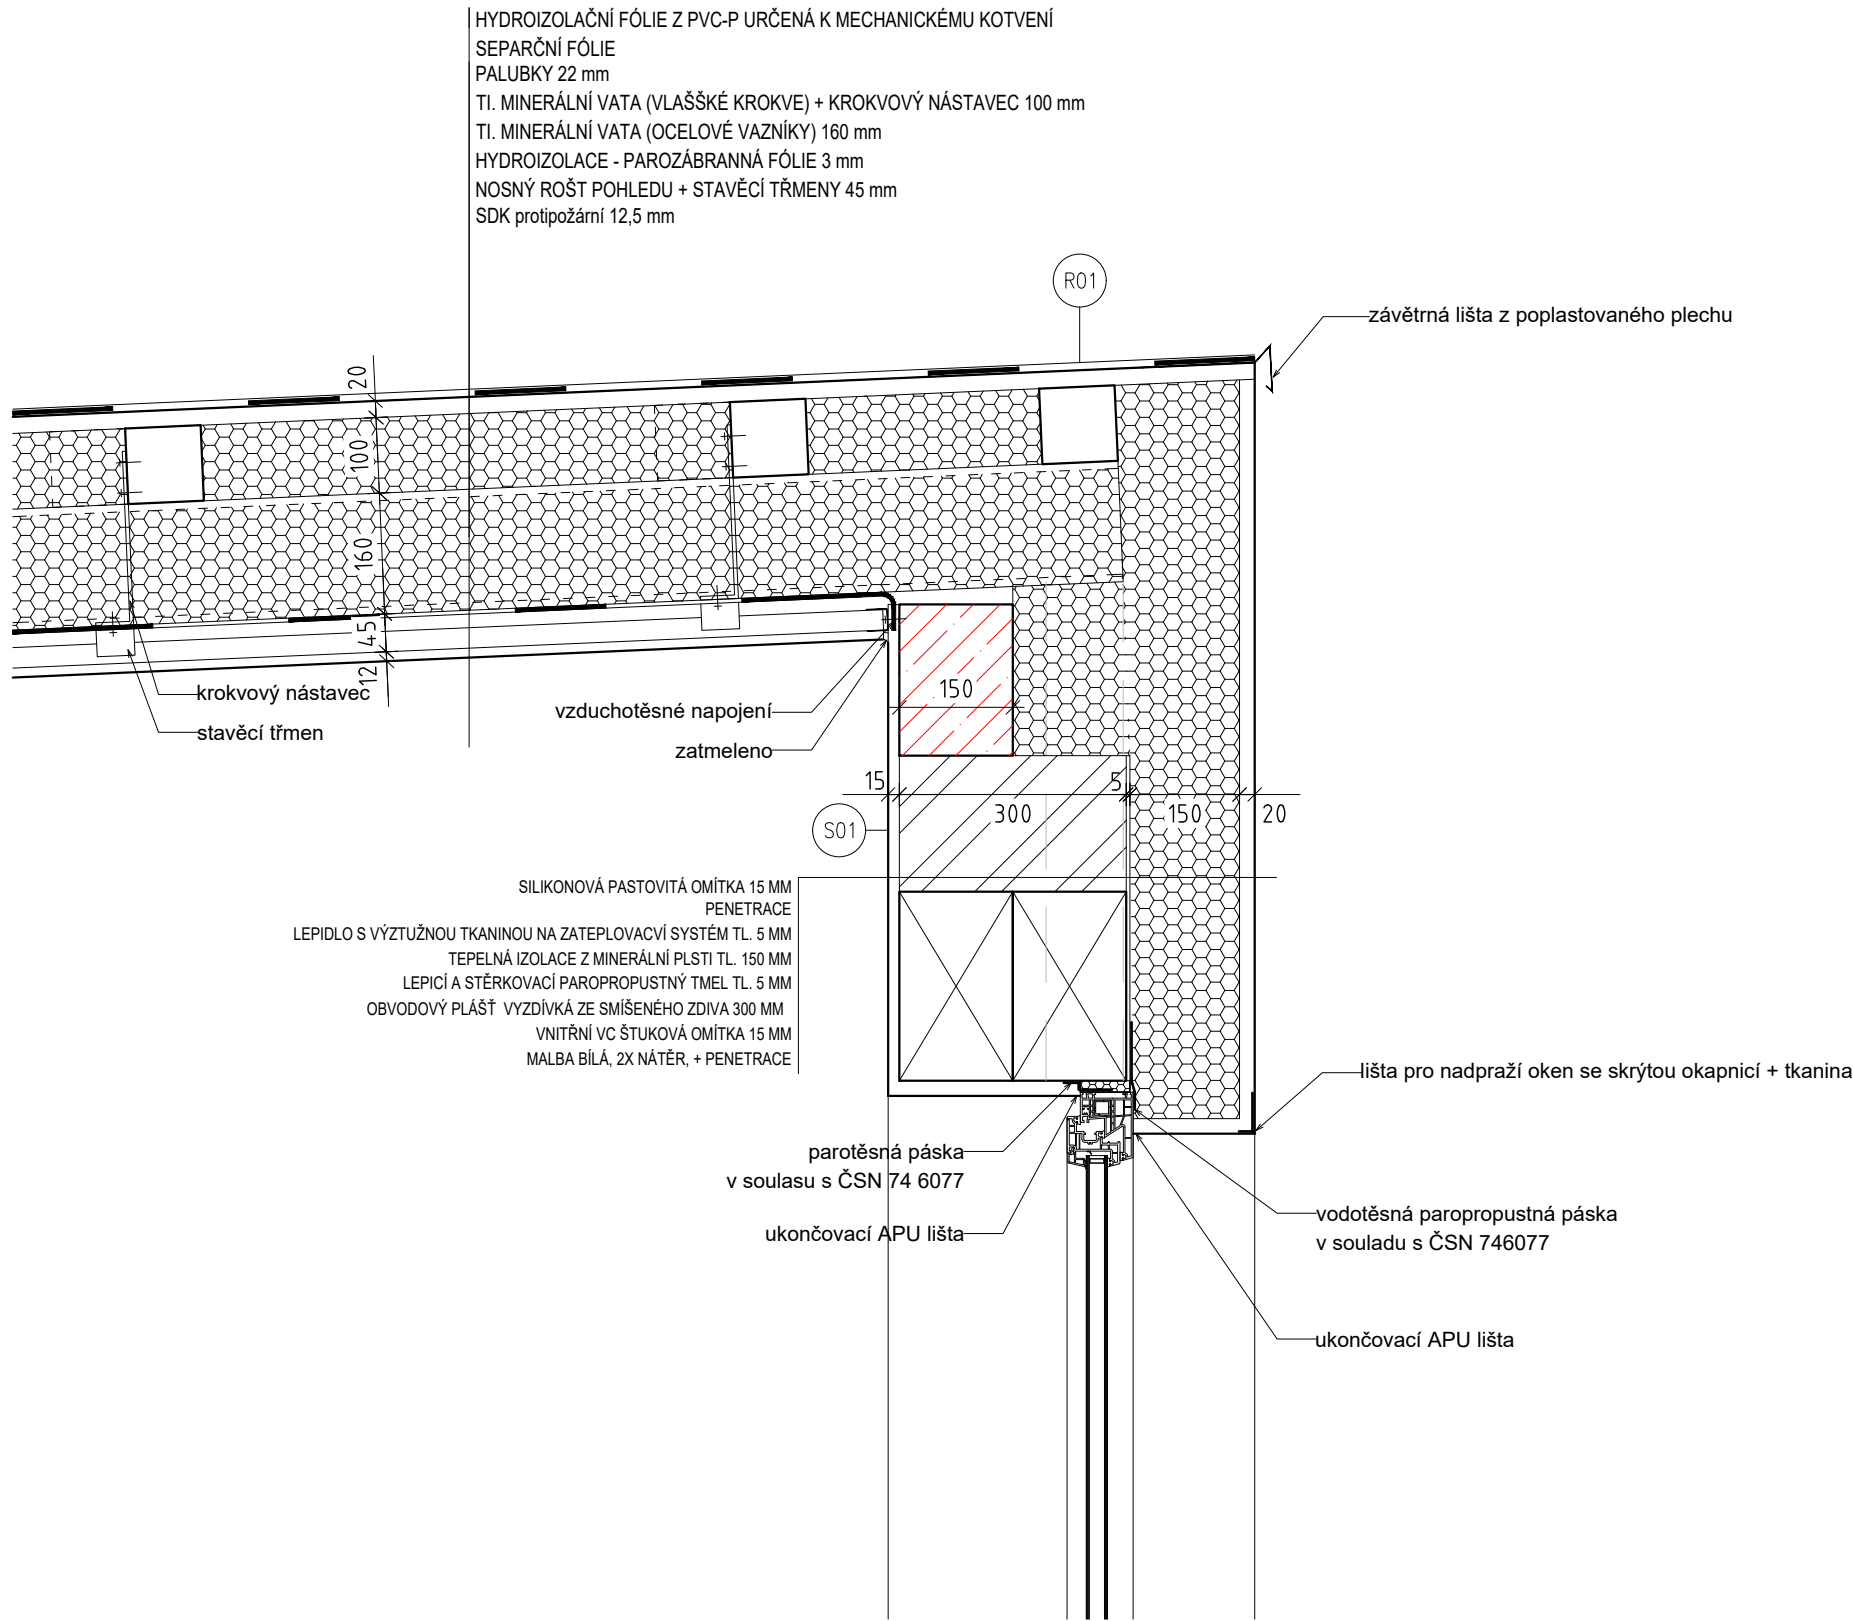 HYDROIZOLAČNÍ FÓLIE Z PVC-P URČENÁ K MECHANICKÉMU KOTVENÍ
SEPARČNÍ FÓLIE
PALUBKY 22 mm
TI. MINERÁLNÍ VATA (VLAŠŠKÉ KROKVE) + KROKVOVÝ NÁSTAVEC 100 mm
TI. MINERÁLNÍ VATA (OCELOVÉ VAZNÍKY) 160 mm
HYDROIZOLACE - PAROZÁBRANNÁ FÓLIE 3 mm
NOSNÝ ROŠT POHLEDU + STAVĚCÍ TŘMENY 45 mm
SDK protipožární 12,5 mm
R01
závětrná lišta z poplastovaného plechu
20
100
160
45
12
krokvový nástavec
stavěcí třmen
vzduchotěsné napojení
zatmeleno
150
15
300
5
150
20
S01
SILIKONOVÁ PASTOVITÁ OMÍTKA 15 MM
PENETRACE
LEPIDLO S VÝZTUŽNOU TKANINOU NA ZATEPLOVACVÍ SYSTÉM TL. 5 MM
TEPELNÁ IZOLACE Z MINERÁLNÍ PLSTI TL. 150 MM
LEPICÍ A STĚRKOVACÍ PAROPROPUSTNÝ TMEL TL. 5 MM
OBVODOVÝ PLÁŠŤ VYZDÍVKÁ ZE SMÍŠENÉHO ZDIVA 300 MM
VNITŘNÍ VC ŠTUKOVÁ OMÍTKA 15 MM
MALBA BÍLÁ, 2X NÁTĚR, + PENETRACE
lišta pro nadpraží oken se skrýtou okapnicí + tkanina
parotěsná páska
v soulasu s ČSN 74 6077
ukončovací APU lišta
vodotěsná paropropustná páska
v souladu s ČSN 746077
ukončovací APU lišta